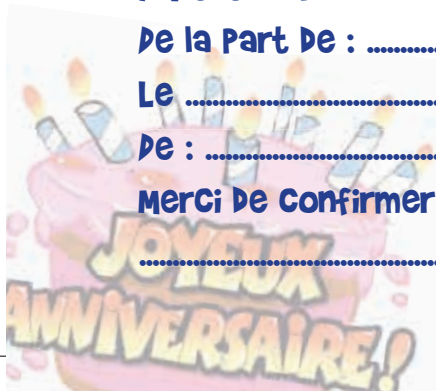 De la Part De : ...............
Le ...............................
De : ............................
Merci De Confirmer
..................................
JOYEUX
ANNIVERSAIRE !